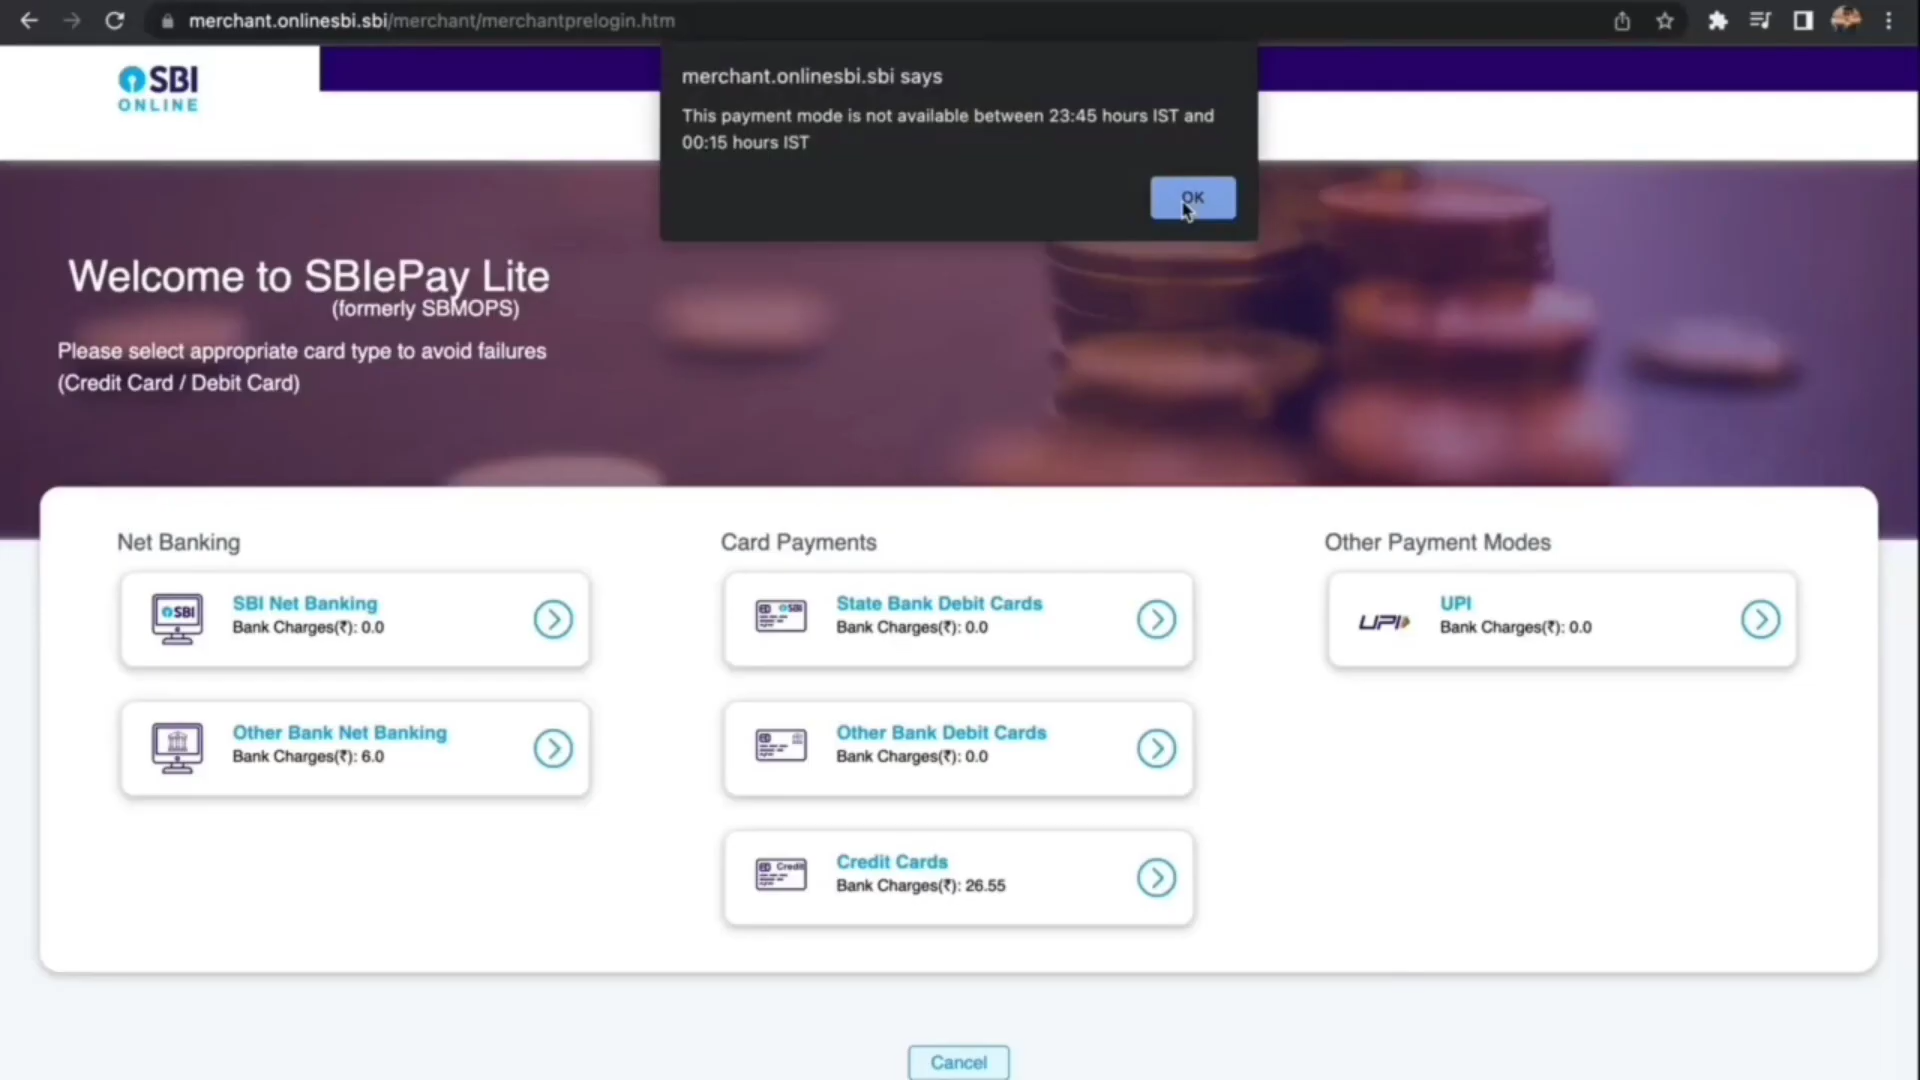 merchant.onlinesbi.sbi/merchant/merchantprelogin.htm
SBI
ONLINE
merchant.onlinesbi.sbi says
This payment mode is not available between 23:45 hours IST and
00:15 hours IST
OK
Welcome to SBIePay Lite
(formerly SBMOPS)
Please select appropriate card type to avoid failures
(Credit Card / Debit Card)
Net Banking
SBI
SBI Net Banking
Bank Charges(₹): 0.0
Other Bank Net Banking
Bank Charges(₹): 6.0
Card Payments
SBI
State Bank Debit Cards
Bank Charges(₹): 0.0
Other Bank Debit Cards
Bank Charges(₹): 0.0
Credit
Credit Cards
Bank Charges(₹): 26.55
Other Payment Modes
UPI
UPI
Bank Charges(₹): 0.0
Cancel